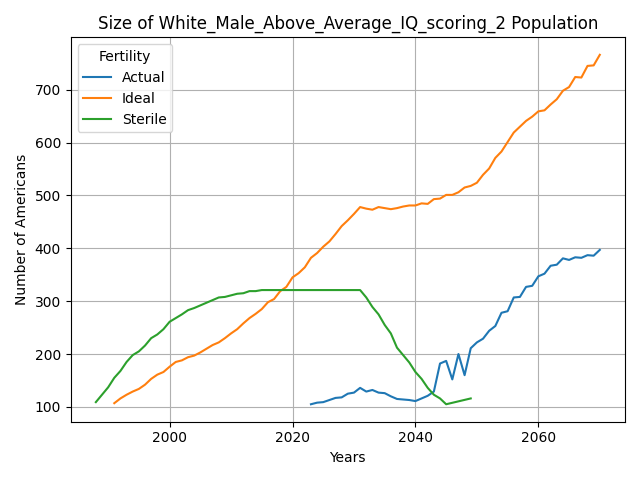 Size of White_Male_Above_Average_IQ_scoring_2 Population
Fertility
Actual
Ideal
Sterile
Number of Americans
700
600
500
400
300
200
100
2000 2020 2040 2060
Years